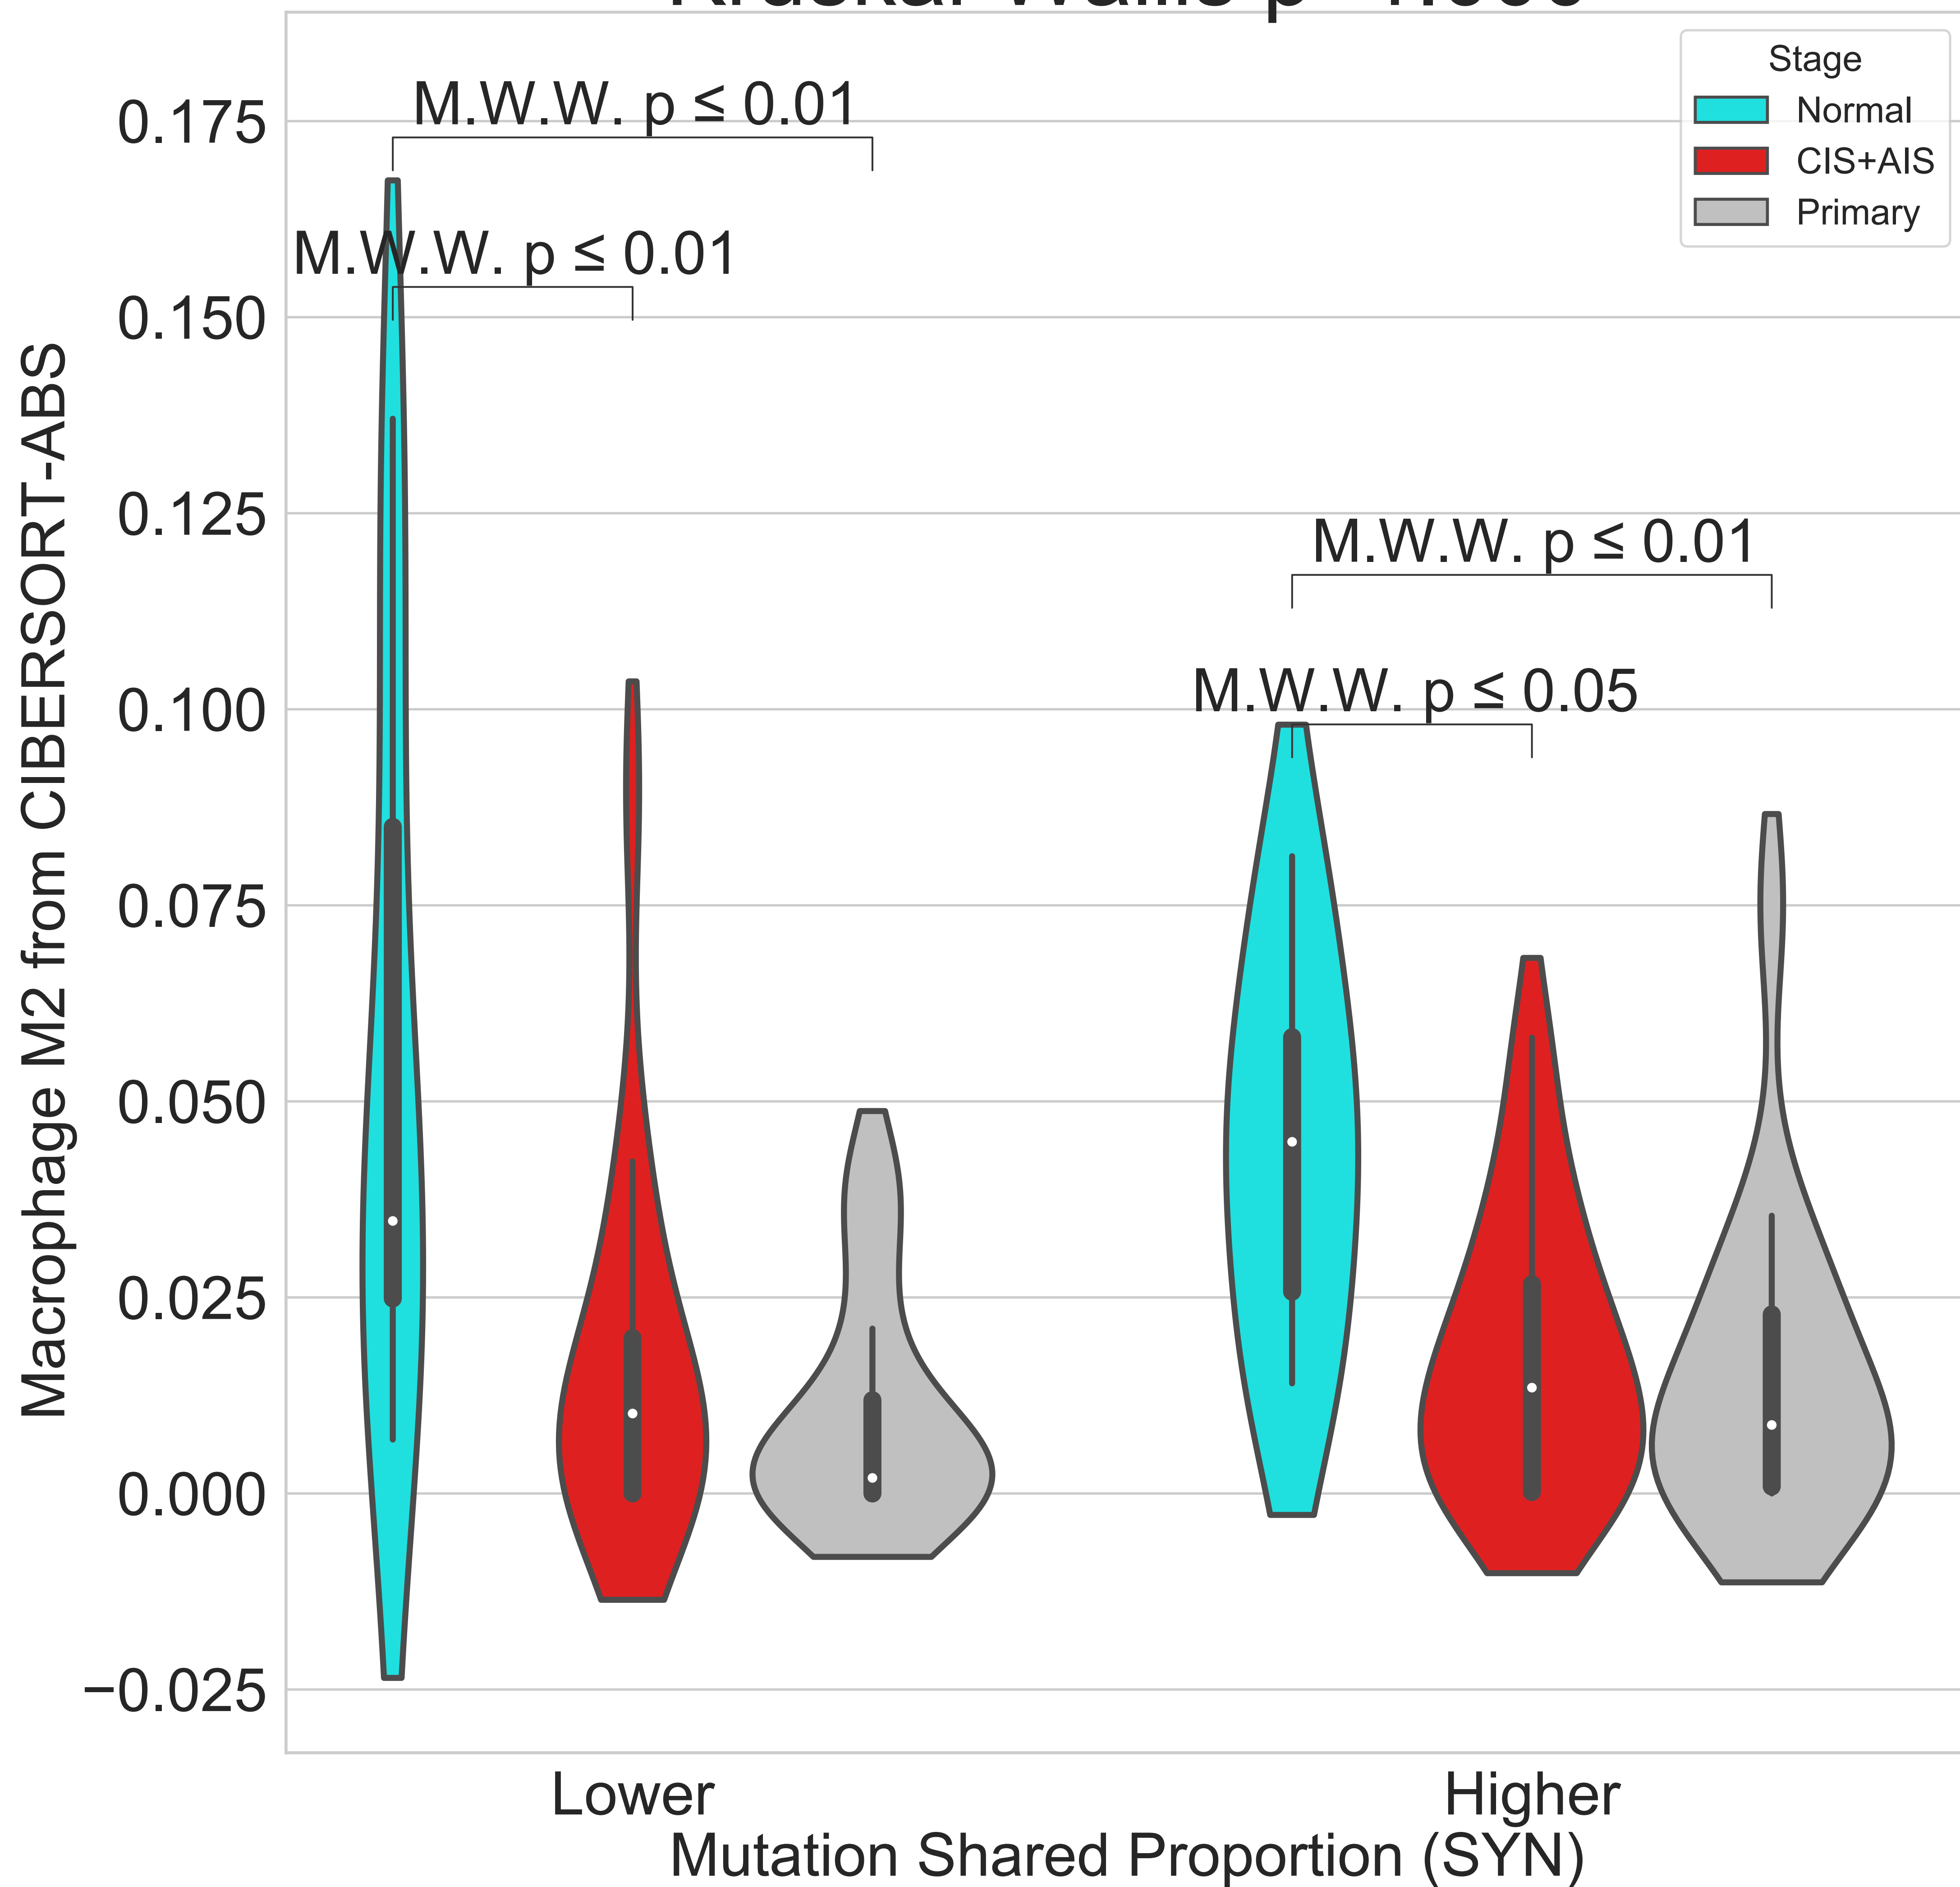 Stage
Normal
CIS+AIS
Primary
M.W.W. p ≤ 0.01
M.W.W. p ≤ 0.01
M.W.W. p ≤ 0.01
M.W.W. p ≤ 0.05
Macrophage M2 from CIBERSORT-ABS
0.175
0.150
0.125
0.100
0.075
0.050
0.025
0.000
−0.025
Lower
Higher
Mutation Shared Proportion (SYN)